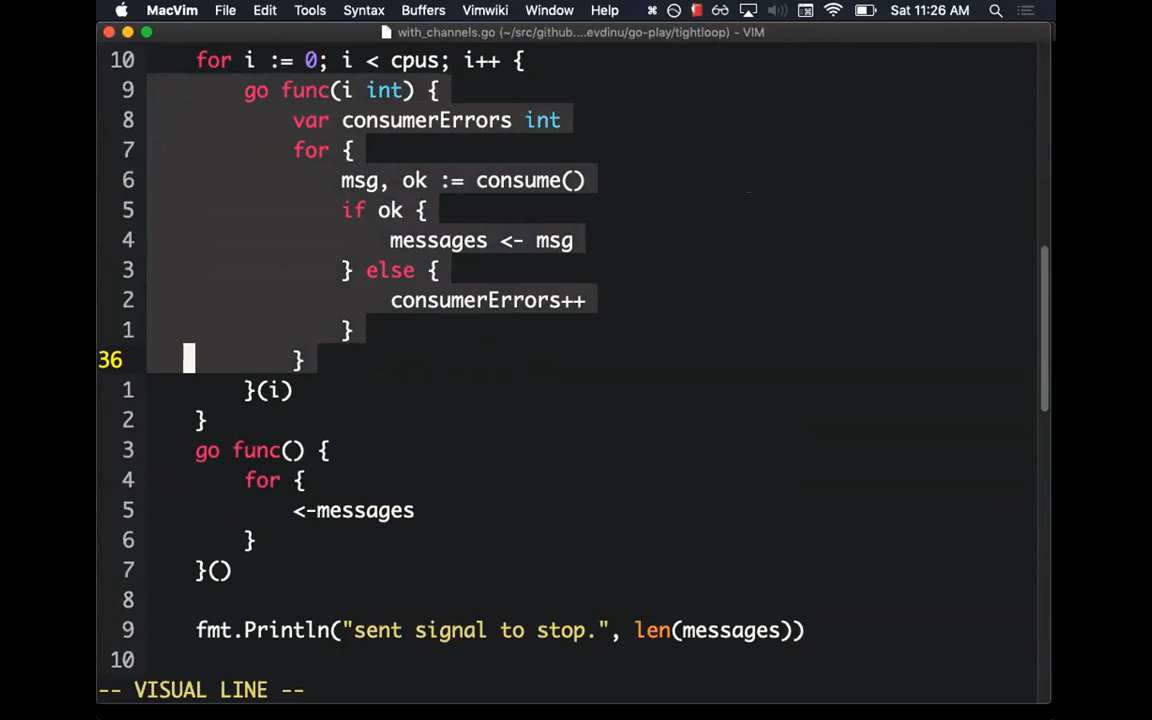 MacVim File Edit Tools Syntax Buffers Vimwiki Window Help Sat 11:26 AM
with_channels.go (~/src/github....evdinu/go-play/tightloop) - VIM
10 for i := 0; i < cpus; i++ {
9 go func(i int) {
8 var consumerErrors int
7 for {
6 msg, ok := consume()
5 if ok {
4 messages <- msg
3 } else {
2 consumerErrors++
1 }
36 }
1 }(i)
2 }
3 go func() {
4 for {
5 <-messages
6 }
7 }()
8
9 fmt.Println("sent signal to stop.", len(messages))
10
-- VISUAL LINE --